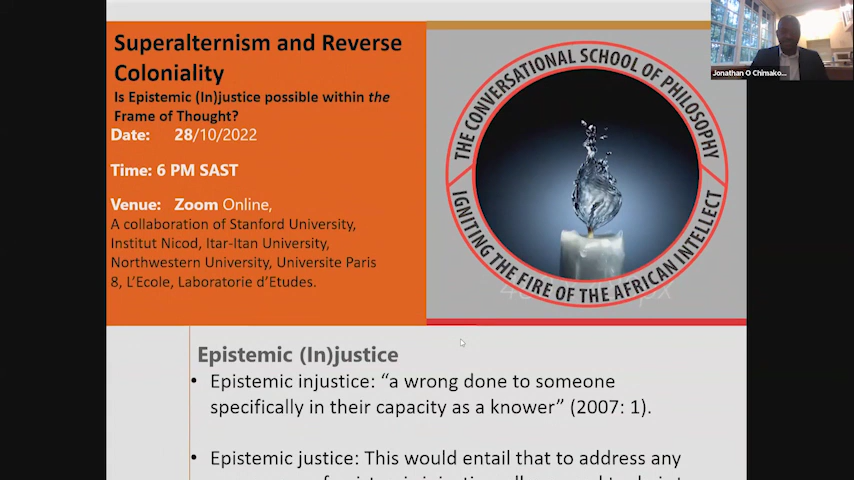 Superalternism and Reverse
Coloniality
Is Epistemic (In)justice possible within the
Frame of Thought?
Date: 28/10/2022
Time: 6 PM SAST
Venue: Zoom Online,
A collaboration of Stanford University,
Institut Nicod, Itar-Itan University,
Northwestern University, Universite Paris
8, L'Ecole, Laboratorie d'Etudes.
THE CONVERSATIONAL SCHOOL OF PHILOSOPHY
IGNITING THE FIRE OF THE AFRICAN INTELLECT
Jonathan O Chimako...
Epistemic (In)justice
• Epistemic injustice: “a wrong done to someone
specifically in their capacity as a knower” (2007: 1).
• Epistemic justice: This would entail that to address any